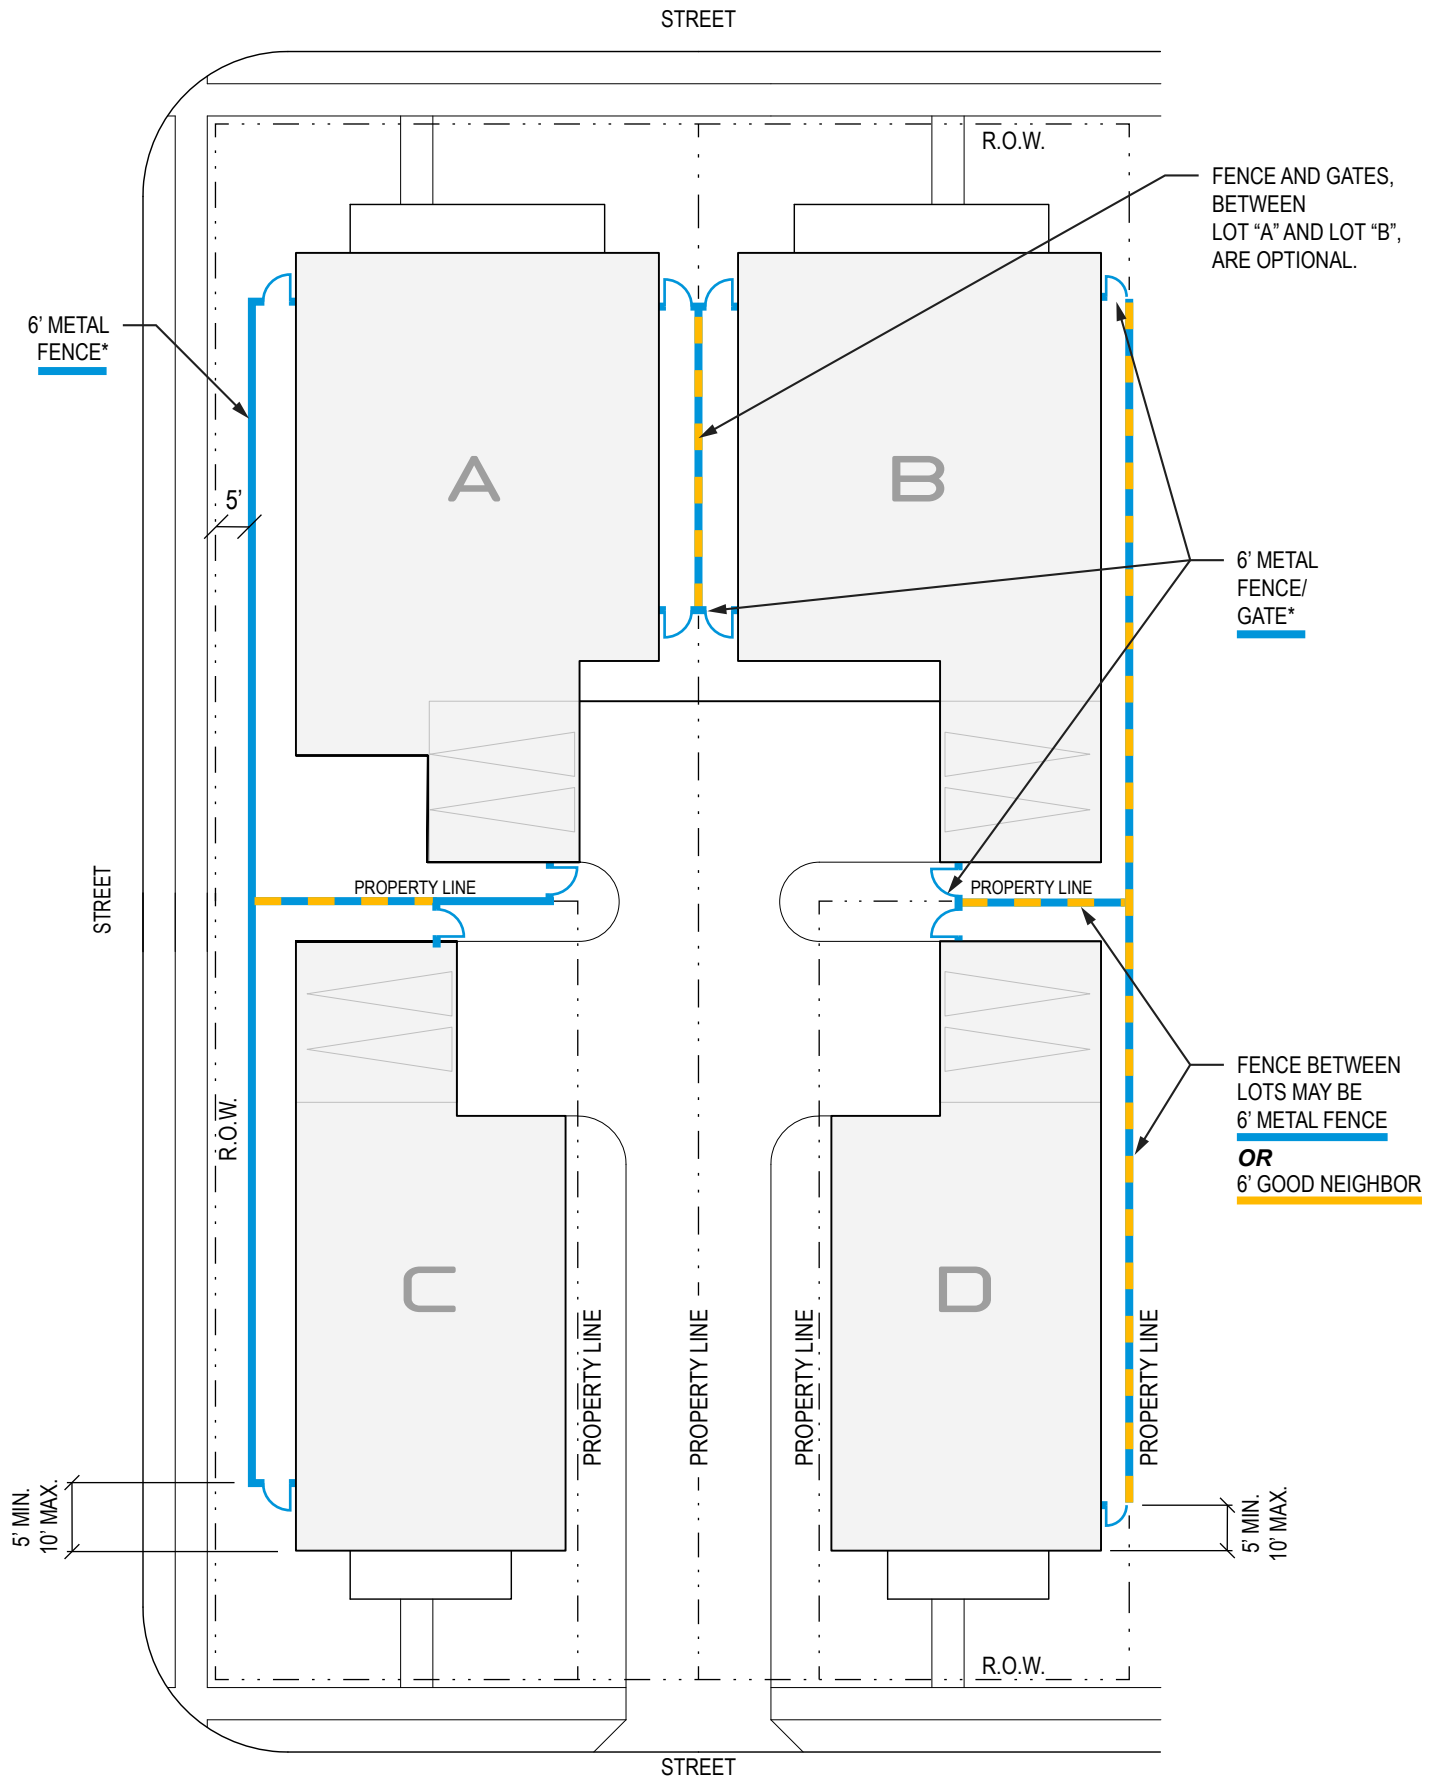 STREET
R.O.W.
FENCE AND GATES,
BETWEEN
LOT “A” AND LOT “B”,
ARE OPTIONAL.
6’ METAL
FENCE*
A
B
5’
6’ METAL
FENCE/
GATE*
STREET
PROPERTY LINE
PROPERTY LINE
R.O.W.
FENCE BETWEEN
LOTS MAY BE
6’ METAL FENCE
OR
6’ GOOD NEIGHBOR
C
D
PROPERTY LINE
PROPERTY LINE
PROPERTY LINE
PROPERTY LINE
5’ MIN.
10’ MAX.
5’ MIN.
10’ MAX.
R.O.W.
STREET